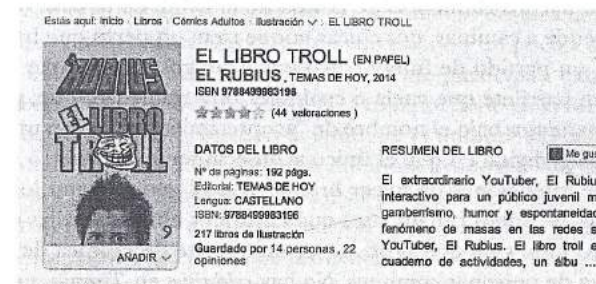 Estás aquí: Inicio › Libros › Cómics Adultos › Ilustración ∨ : EL LIBRO TROLL
RUBIUS
EL LIBRO
TROLL
9
AÑADIR ∨
EL LIBRO TROLL (EN PAPEL)
EL RUBIUS, TEMAS DE HOY, 2014
ISBN 9788499983196
(44 valoraciones)
DATOS DEL LIBRO
Nº de páginas: 192 págs.
Editorial: TEMAS DE HOY
Lengua: CASTELLANO
ISBN: 9788499983196
217 libros de Ilustración
Guardado por 14 personas, 22
opiniones
RESUMEN DEL LIBRO
Me gus
El extraordinario YouTuber, El Rubiu
interactivo para un público juvenil m
gamberrismo, humor y espontaneidad
fenómeno de masas en las redes s
YouTuber, El Rubius. El libro troll e
cuaderno de actividades, un álbu ...